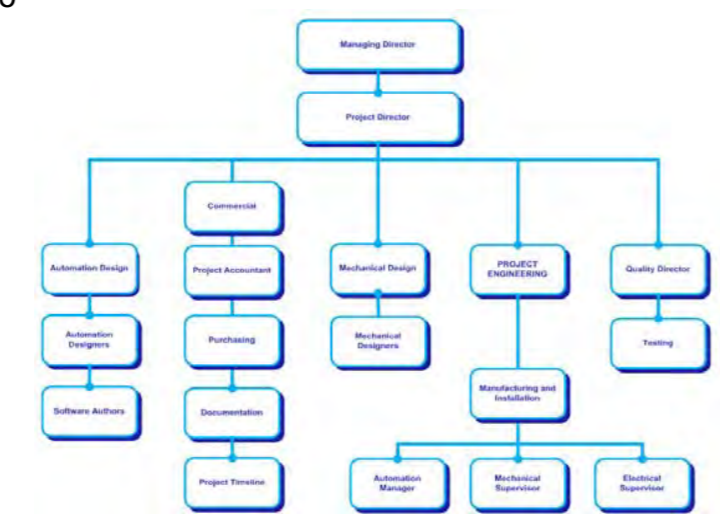 Managing Director
Project Director
Commercial
Automation Design
Project Accountant
Mechanical Design
PROJECT
ENGINEERING
Quality Director
Automation
Designers
Purchasing
Mechanical
Designers
Testing
Software Authors
Documentation
Manufacturing and
Installation
Project Timeline
Automation
Manager
Mechanical
Supervisor
Electrical
Supervisor